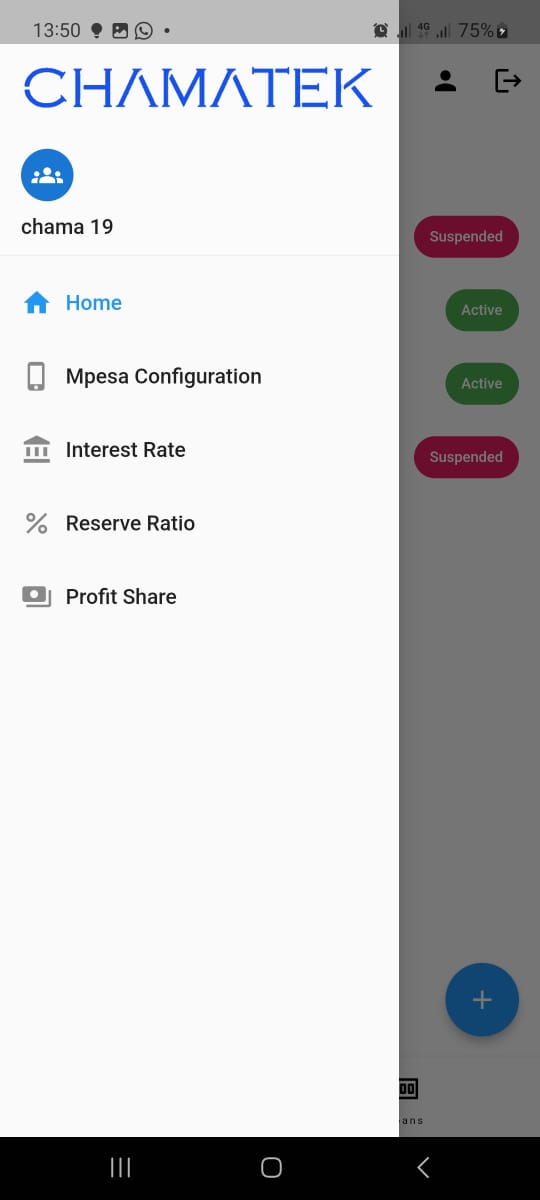 13:50
4G
75%
CHAMATEK
chama 19
Suspended
Home
Active
Mpesa Configuration
Active
Interest Rate
Suspended
Reserve Ratio
Profit Share
+
ans